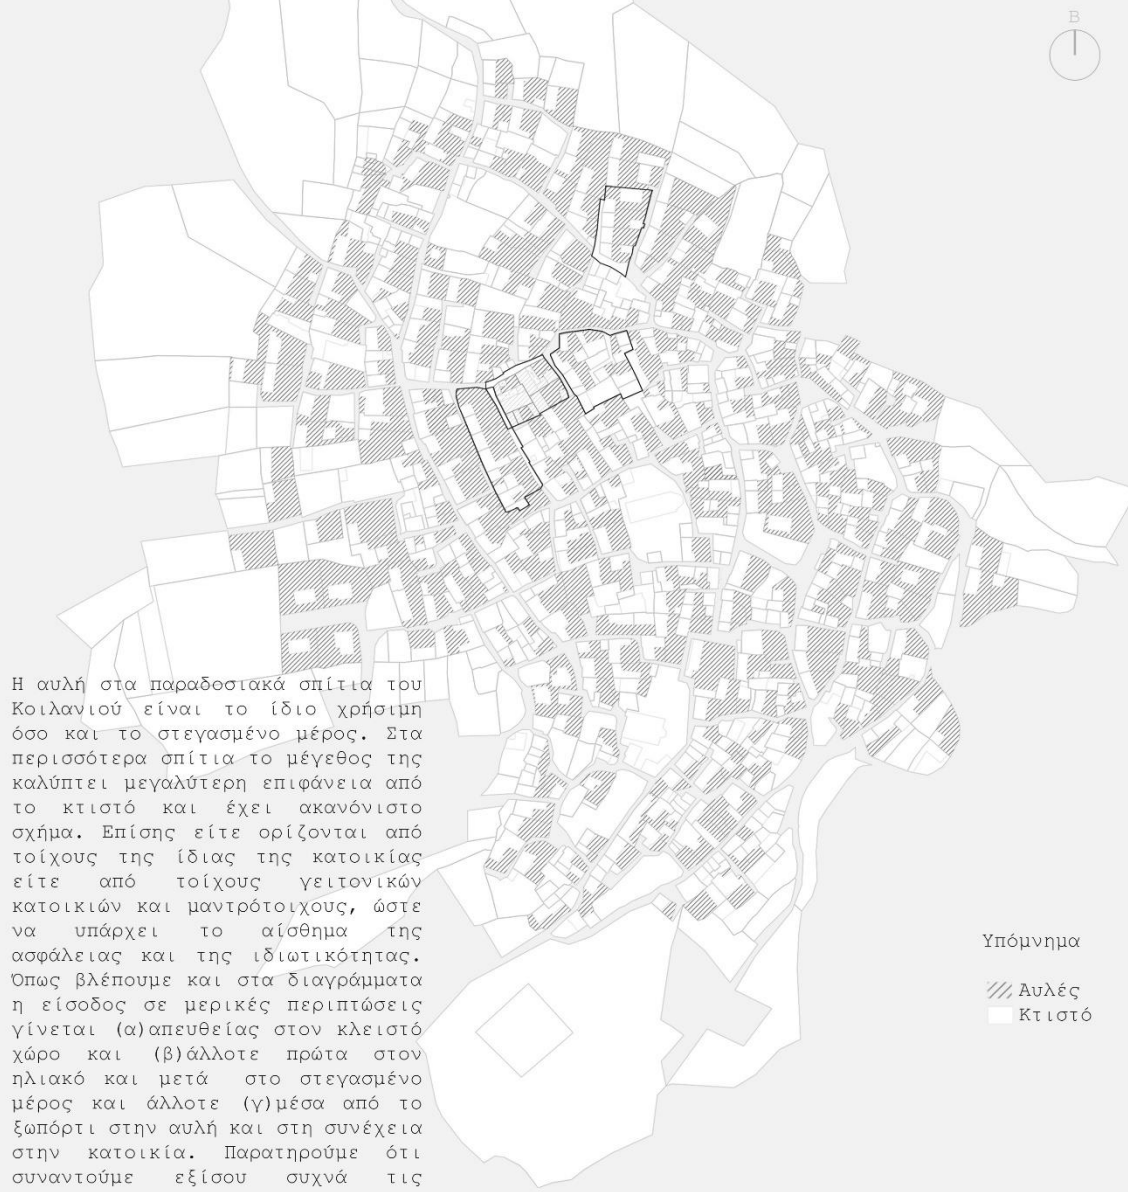 Β
Η αυλή στα παραδοσιακά σπίτια του
Κοιλανιού είναι το ίδιο χρήσιμη
όσο και το στεγασμένο μέρος. Στα
περισσότερα σπίτια το μέγεθος της
καλύπτει μεγαλύτερη επιφάνεια από
το κτιστό και έχει ακανόνιστο
σχήμα. Επίσης είτε ορίζονται από
τοίχους της ίδιας της κατοικίας
είτε από τοίχους γειτονικών
κατοικιών και μαντρότοιχους, ώστε
να υπάρχει το αίσθημα της
ασφάλειας και της ιδιωτικότητας.
Όπως βλέπουμε και στα διαγράμματα
η είσοδος σε μερικές περιπτώσεις
γίνεται (α)απευθείας στον κλειστό
χώρο και (β)άλλοτε πρώτα στον
ηλιακό και μετά στο στεγασμένο
μέρος και άλλοτε (γ)μέσα από το
ξωπόρτι στην αυλή και στη συνέχεια
στην κατοικία. Παρατηρούμε ότι
συναντούμε εξίσου συχνά τις
Υπόμνημα
Αυλές
Κτιστό